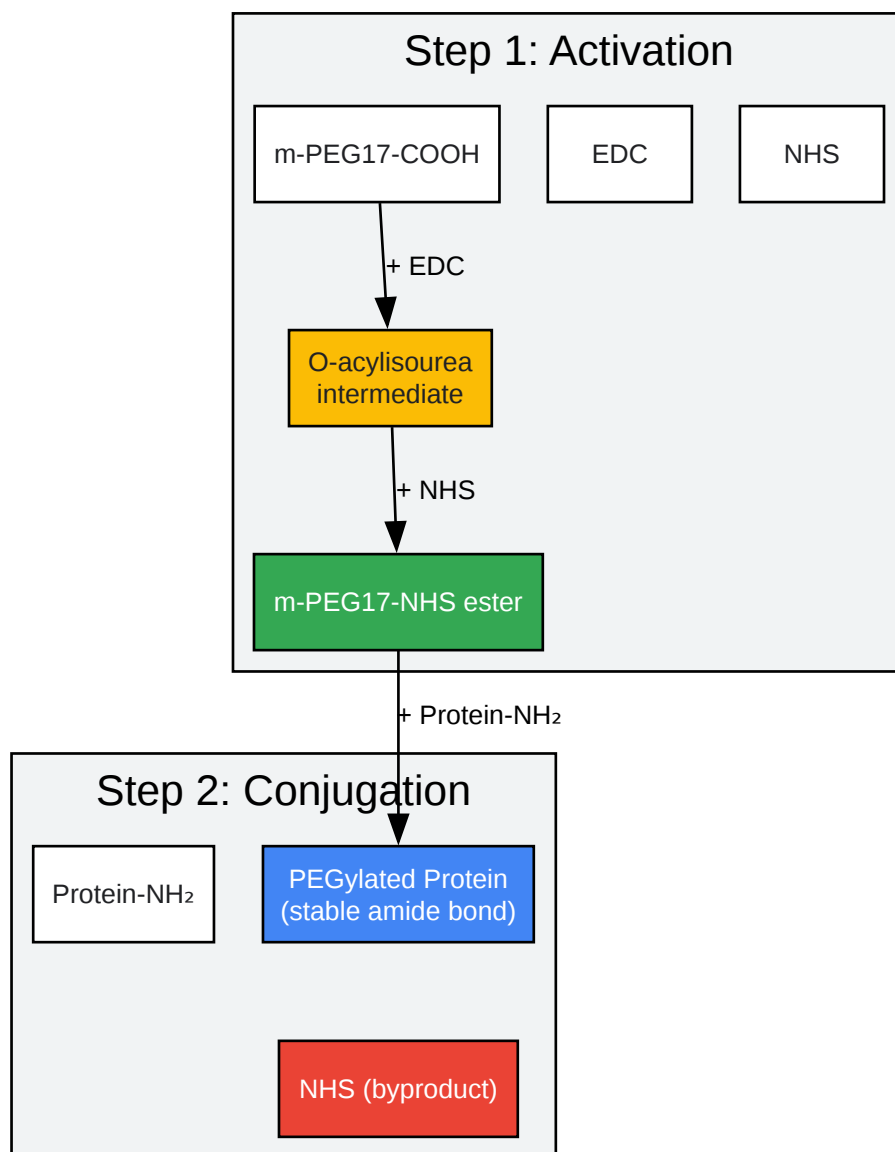 Step 1: Activation
m-PEG17-COOH
EDC
NHS
+ EDC
O-acylisourea
intermediate
+ NHS
m-PEG17-NHS ester
+ Protein-NH₂
Step 2: Conjugation
Protein-NH₂
PEGylated Protein
(stable amide bond)
NHS (byproduct)